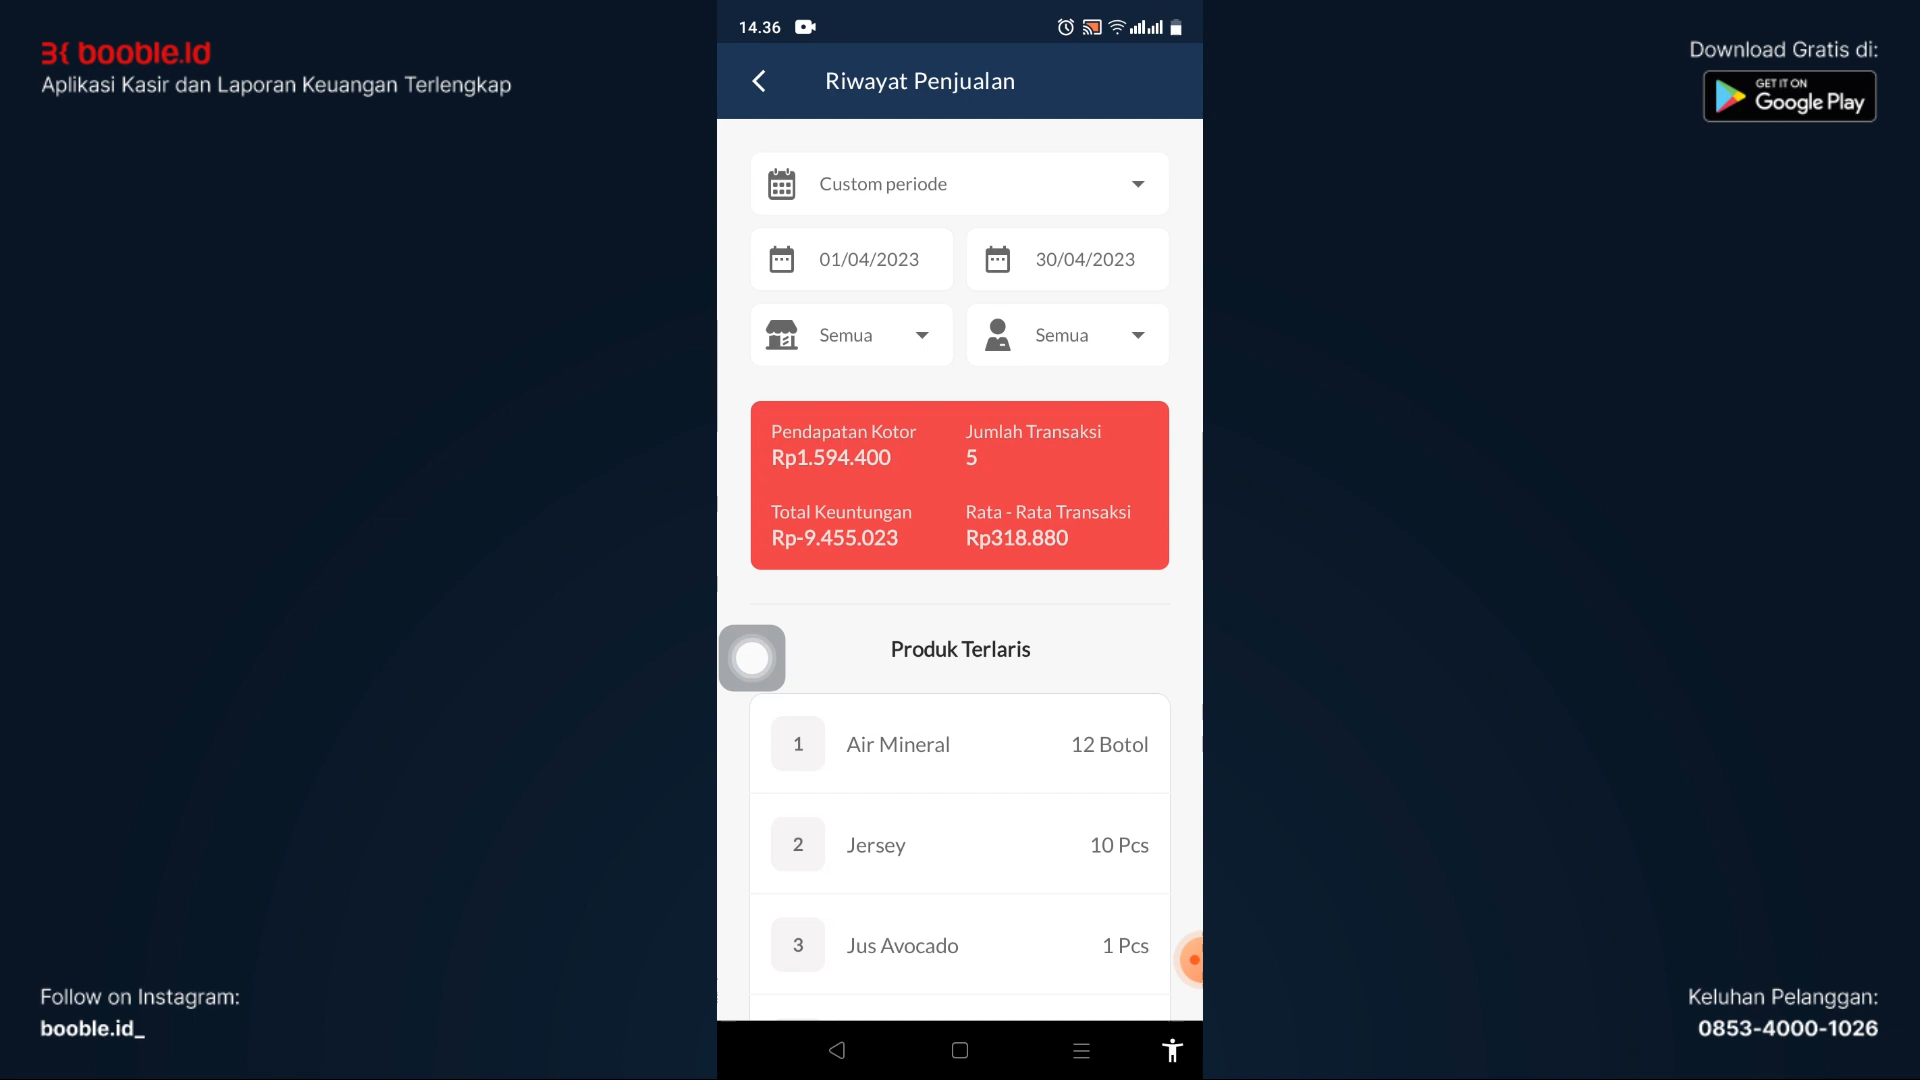 booble.id
Aplikasi Kasir dan Laporan Keuangan Terlengkap
Download Gratis di:
GET IT ON
Google Play
14.36
Riwayat Penjualan
Custom periode
01/04/2023
30/04/2023
Semua
Semua
Pendapatan Kotor
Rp1.594.400
Jumlah Transaksi
5
Total Keuntungan
Rp-9.455.023
Rata - Rata Transaksi
Rp318.880
Produk Terlaris
1 Air Mineral 12 Botol
2 Jersey 10 Pcs
3 Jus Avocado 1 Pcs
Follow on Instagram:
booble.id_
Keluhan Pelanggan:
0853-4000-1026